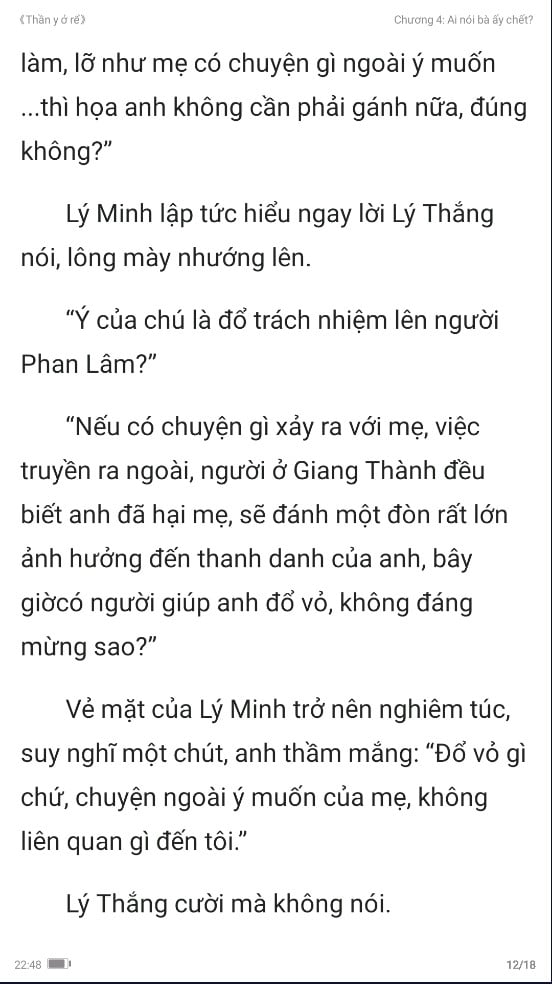 《Thần y ở rể》
Chương 4: Ai nói bà ấy chết?
làm, lỡ như mẹ có chuyện gì ngoài ý muốn
...thì họa anh không cần phải gánh nữa, đúng
không?”
Lý Minh lập tức hiểu ngay lời Lý Thắng
nói, lông mày nhướng lên.
“Ý của chú là đổ trách nhiệm lên người
Phan Lâm?”
“Nếu có chuyện gì xảy ra với mẹ, việc
truyền ra ngoài, người ở Giang Thành đều
biết anh đã hại mẹ, sẽ đánh một đòn rất lớn
ảnh hưởng đến thanh danh của anh, bây
giờcó người giúp anh đổ vỏ, không đáng
mừng sao?”
Vẻ mặt của Lý Minh trở nên nghiêm túc,
suy nghĩ một chút, anh thầm mắng: “Đổ vỏ gì
chứ, chuyện ngoài ý muốn của mẹ, không
liên quan gì đến tôi.”
Lý Thắng cười mà không nói.
22:48
12/18